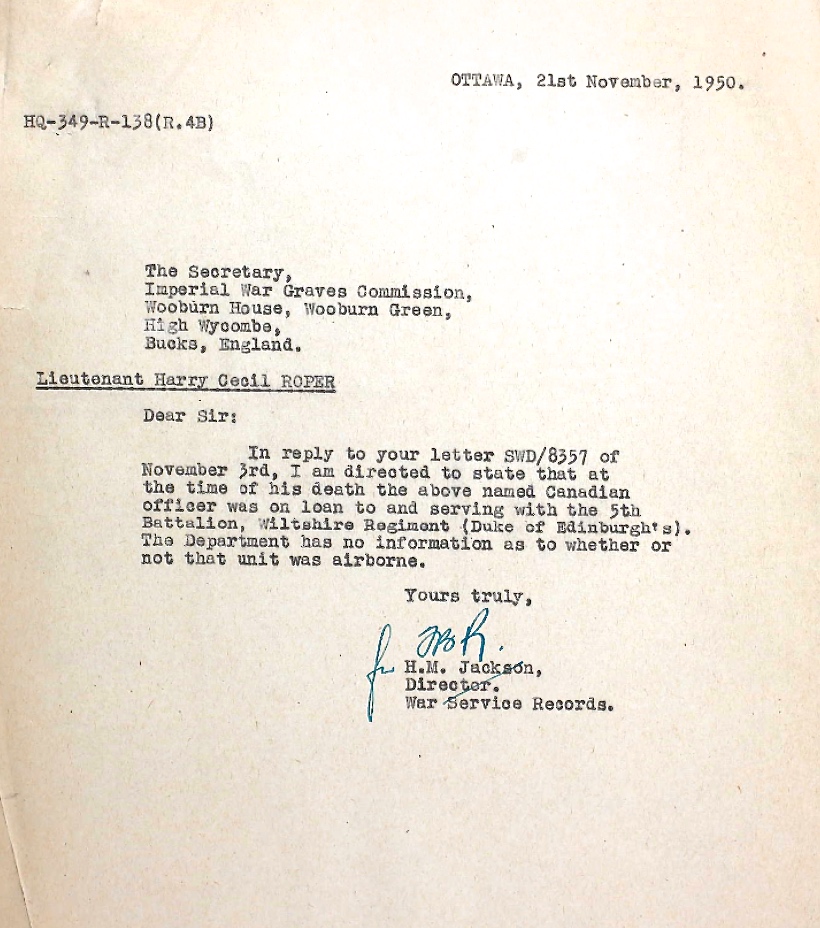 OTTAWA, 21st November, 1950.
HQ-349-R-138(R.4B)
The Secretary,
Imperial War Graves Commission,
Wooburn House, Wooburn Green,
High Wycombe,
Bucks, England.
Lieutenant Harry Cecil ROPER
Dear Sir:
In reply to your letter SWD/8357 of
November 3rd, I am directed to state that at
the time of his death the above named Canadian
officer was on loan to and serving with the 5th
Battalion, Wiltshire Regiment (Duke of Edinburgh's).
The Department has no information as to whether or
not that unit was airborne.
Yours truly,
for H.M. Jackson,
Director.
War Service Records.